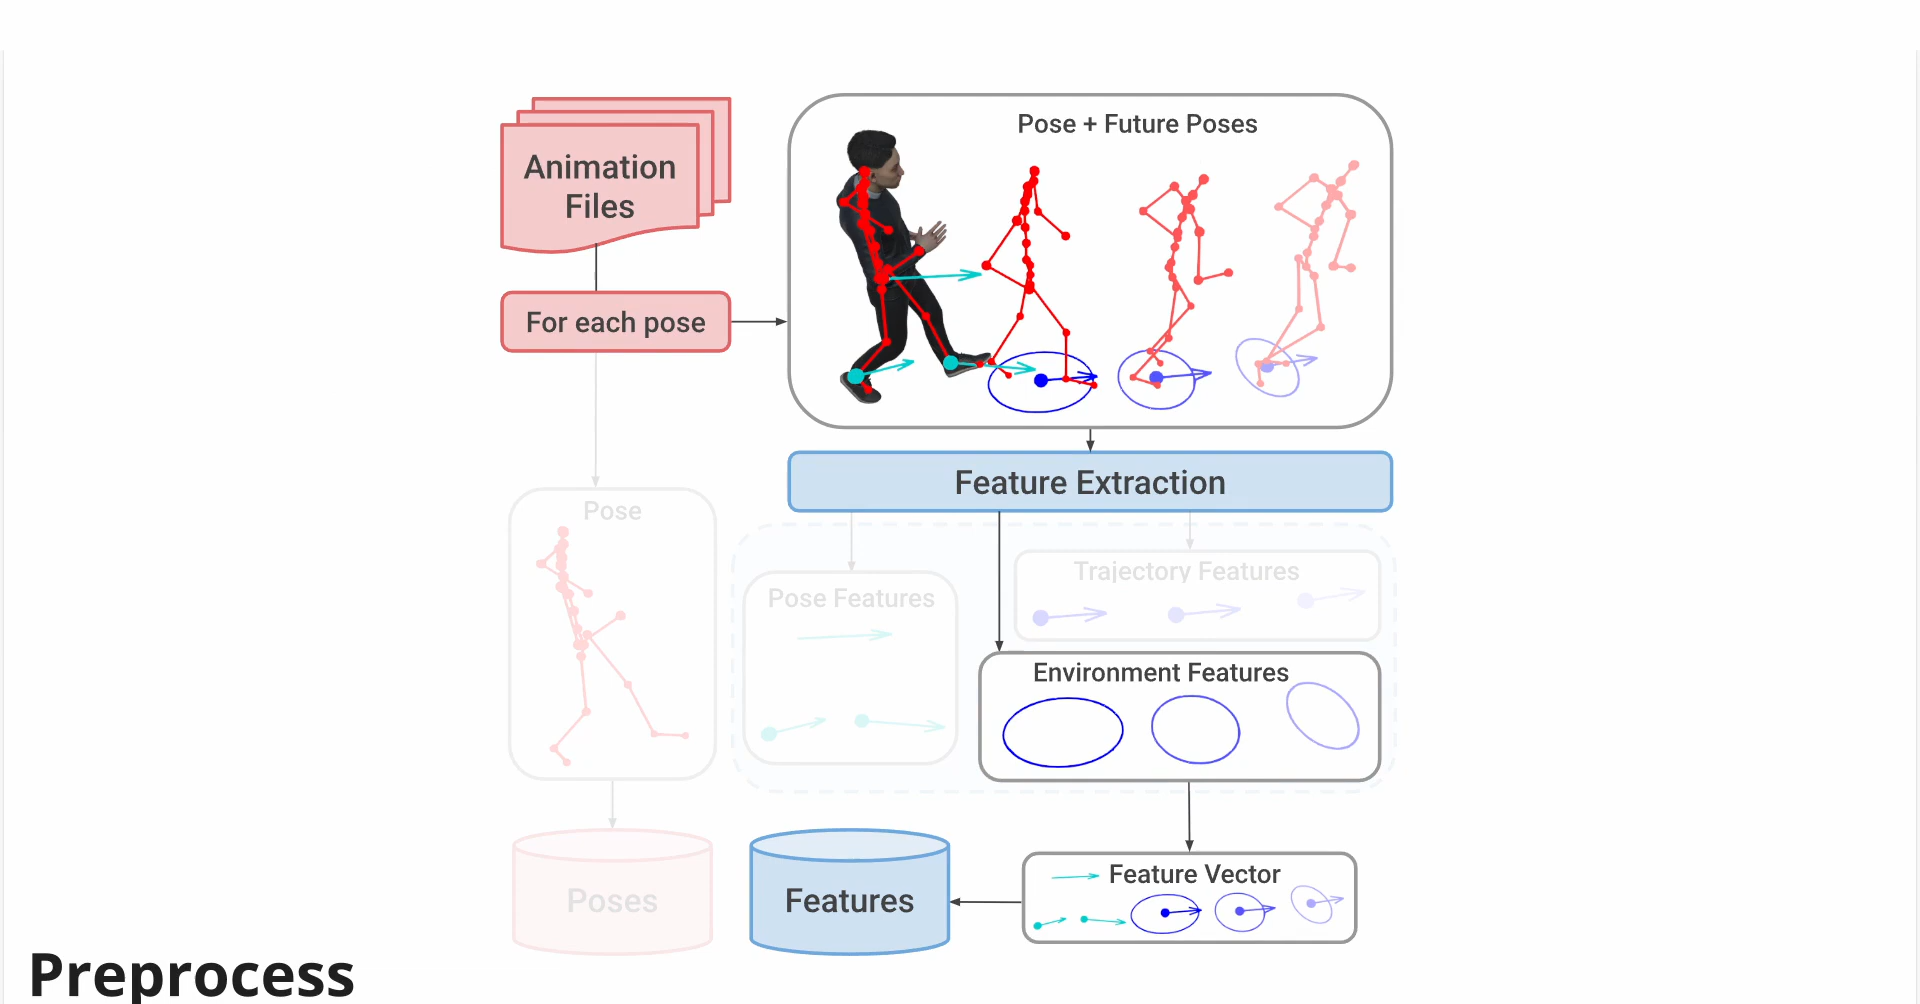 Animation
Files
For each pose
Pose + Future Poses
Feature Extraction
Pose
Pose Features
Trajectory Features
Environment Features
Feature Vector
Poses
Features
Preprocess